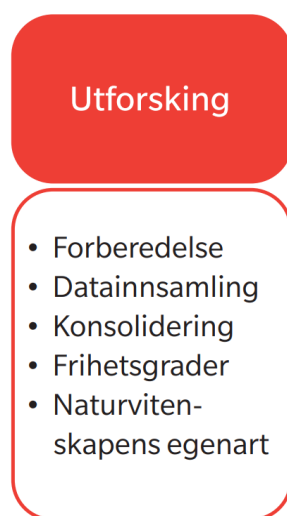 Utforsking
• Forberedelse
• Datainnsamling
• Konsolidering
• Frihetsgrader
• Naturviten-
skapens egenart